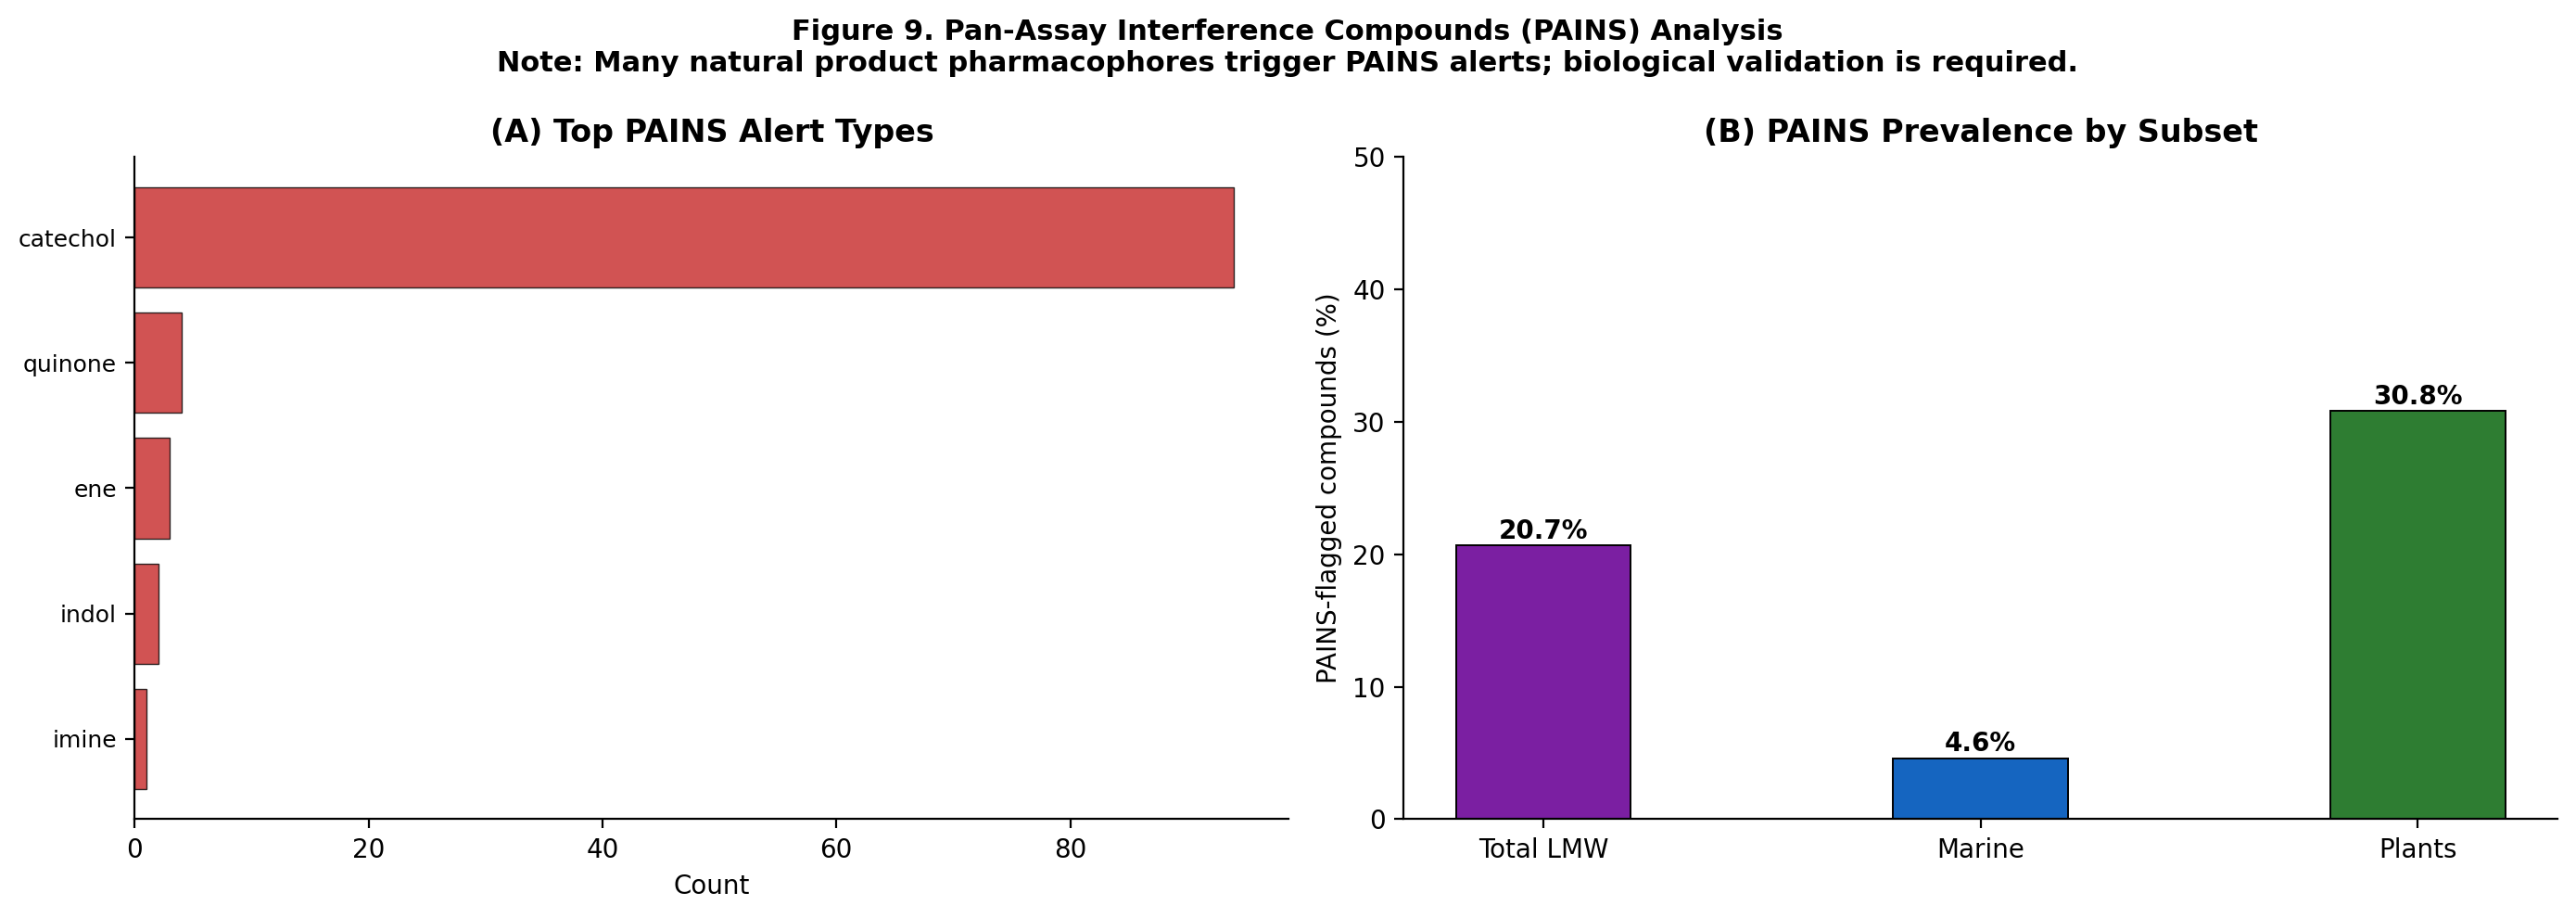 Figure 9. Pan-Assay Interference Compounds (PAINS) Analysis
Note: Many natural product pharmacophores trigger PAINS alerts; biological validation is required.
(A) Top PAINS Alert Types
catechol
quinone
ene
indol
imine
0 20 40 60 80
Count
(B) PAINS Prevalence by Subset
PAINS-flagged compounds (%)
50
40
30
20
10
0
20.7%
4.6%
30.8%
Total LMW Marine Plants